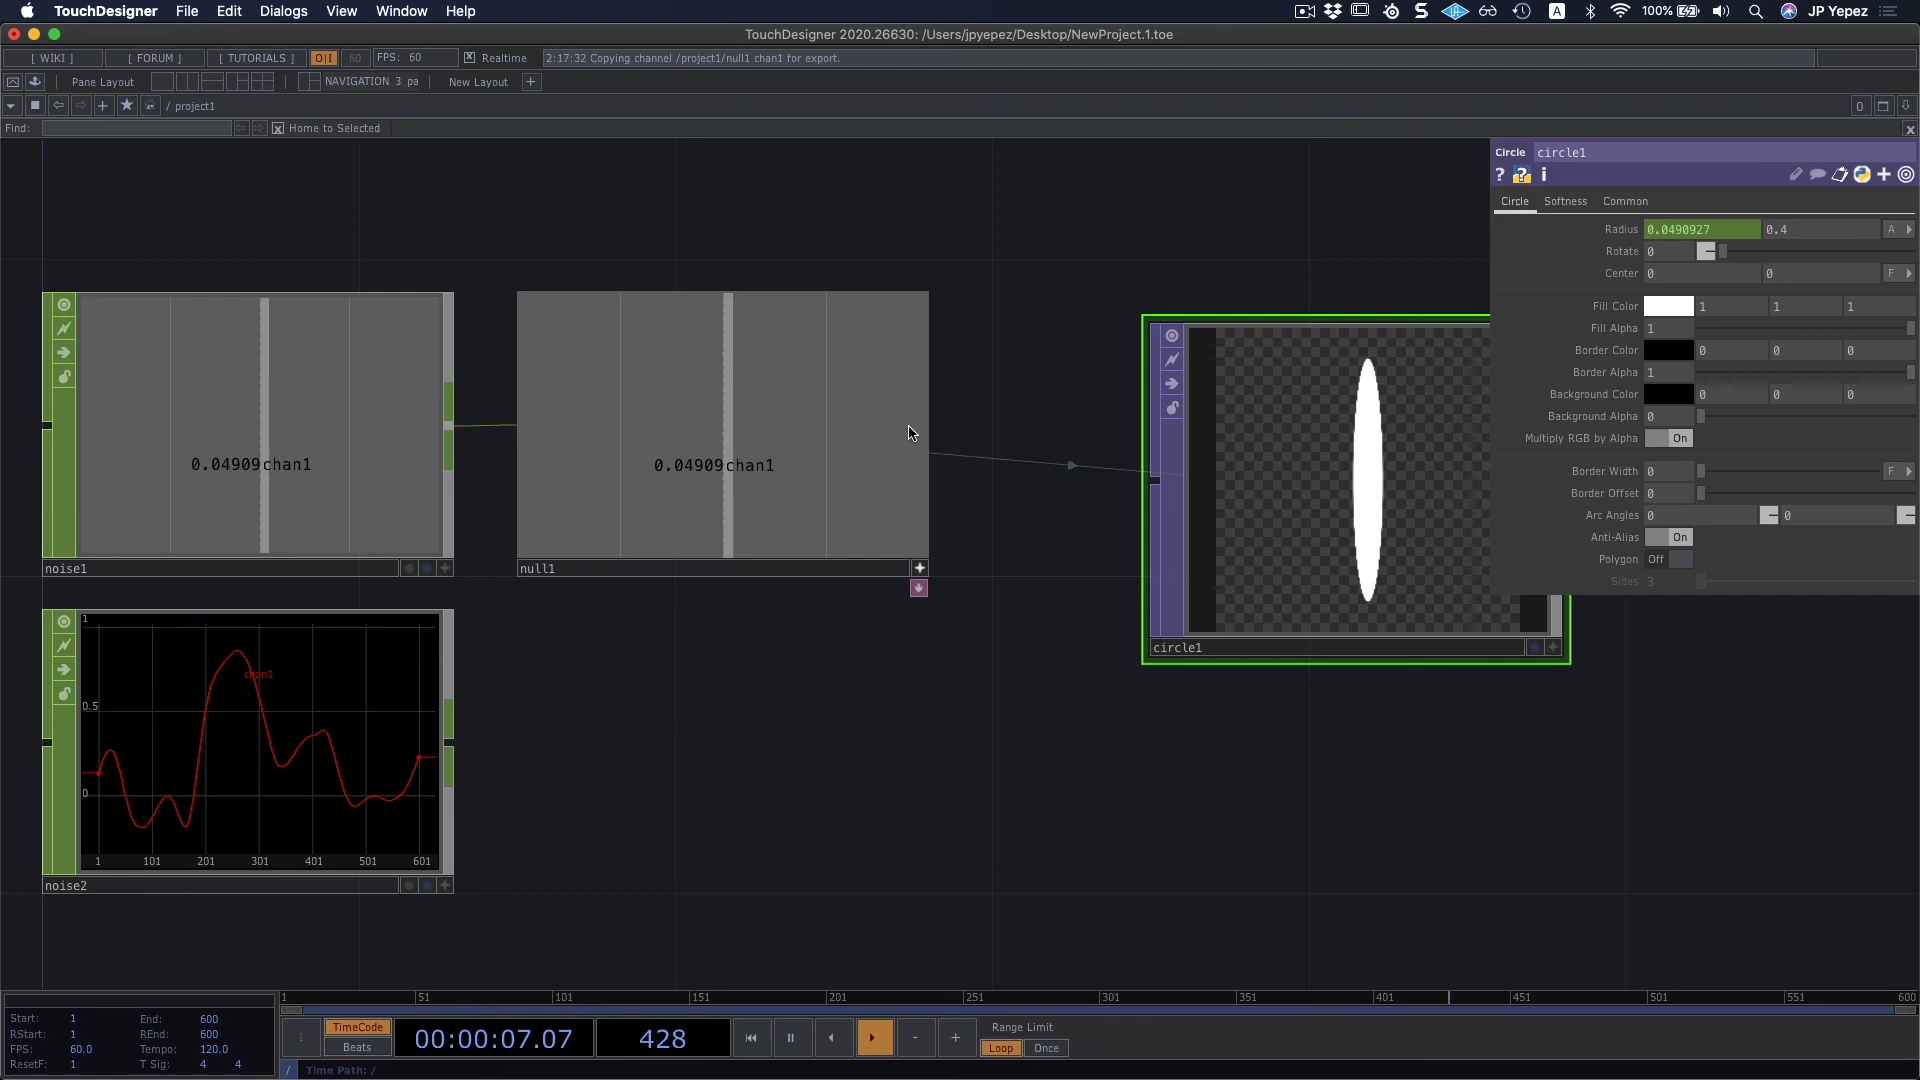 TouchDesigner File Edit Dialogs View Window Help 100% JP Yepez
TouchDesigner 2020.26630: /Users/jpyepez/Desktop/NewProject.1.toe
[ WIKI ] [ FORUM ] [ TUTORIALS ] O|I 60 FPS: 60 Realtime 2:17:32 Copying channel /project1/null1 chan1 for export.
Pane Layout NAVIGATION 3 pa New Layout +
/ project1 0
Find: Home to Selected x
Circle circle1
? ? i
Circle Softness Common
Radius 0.0490927 0.4 A
Rotate 0
Center 0 0 F
Fill Color 1 1 1
Fill Alpha 1
Border Color 0 0 0
Border Alpha 1
Background Color 0 0 0
Background Alpha 0
Multiply RGB by Alpha On
Border Width 0 F
Border Offset 0
Arc Angles 0 0
Anti-Alias On
Polygon Off
Sides 3
0.04909chan1
noise1
0.04909chan1
null1
circle1
1
chan1
0.5
0
1 101 201 301 401 501 601
noise2
1 51 101 151 201 251 301 351 401 451 501 551 600
Start: 1 End: 600
RStart: 1 REnd: 600
FPS: 60.0 Tempo: 120.0
ResetF: 1 T Sig: 4 4
TimeCode
Beats
00:00:07.07 428
- +
Range Limit
Loop Once
/ Time Path: /